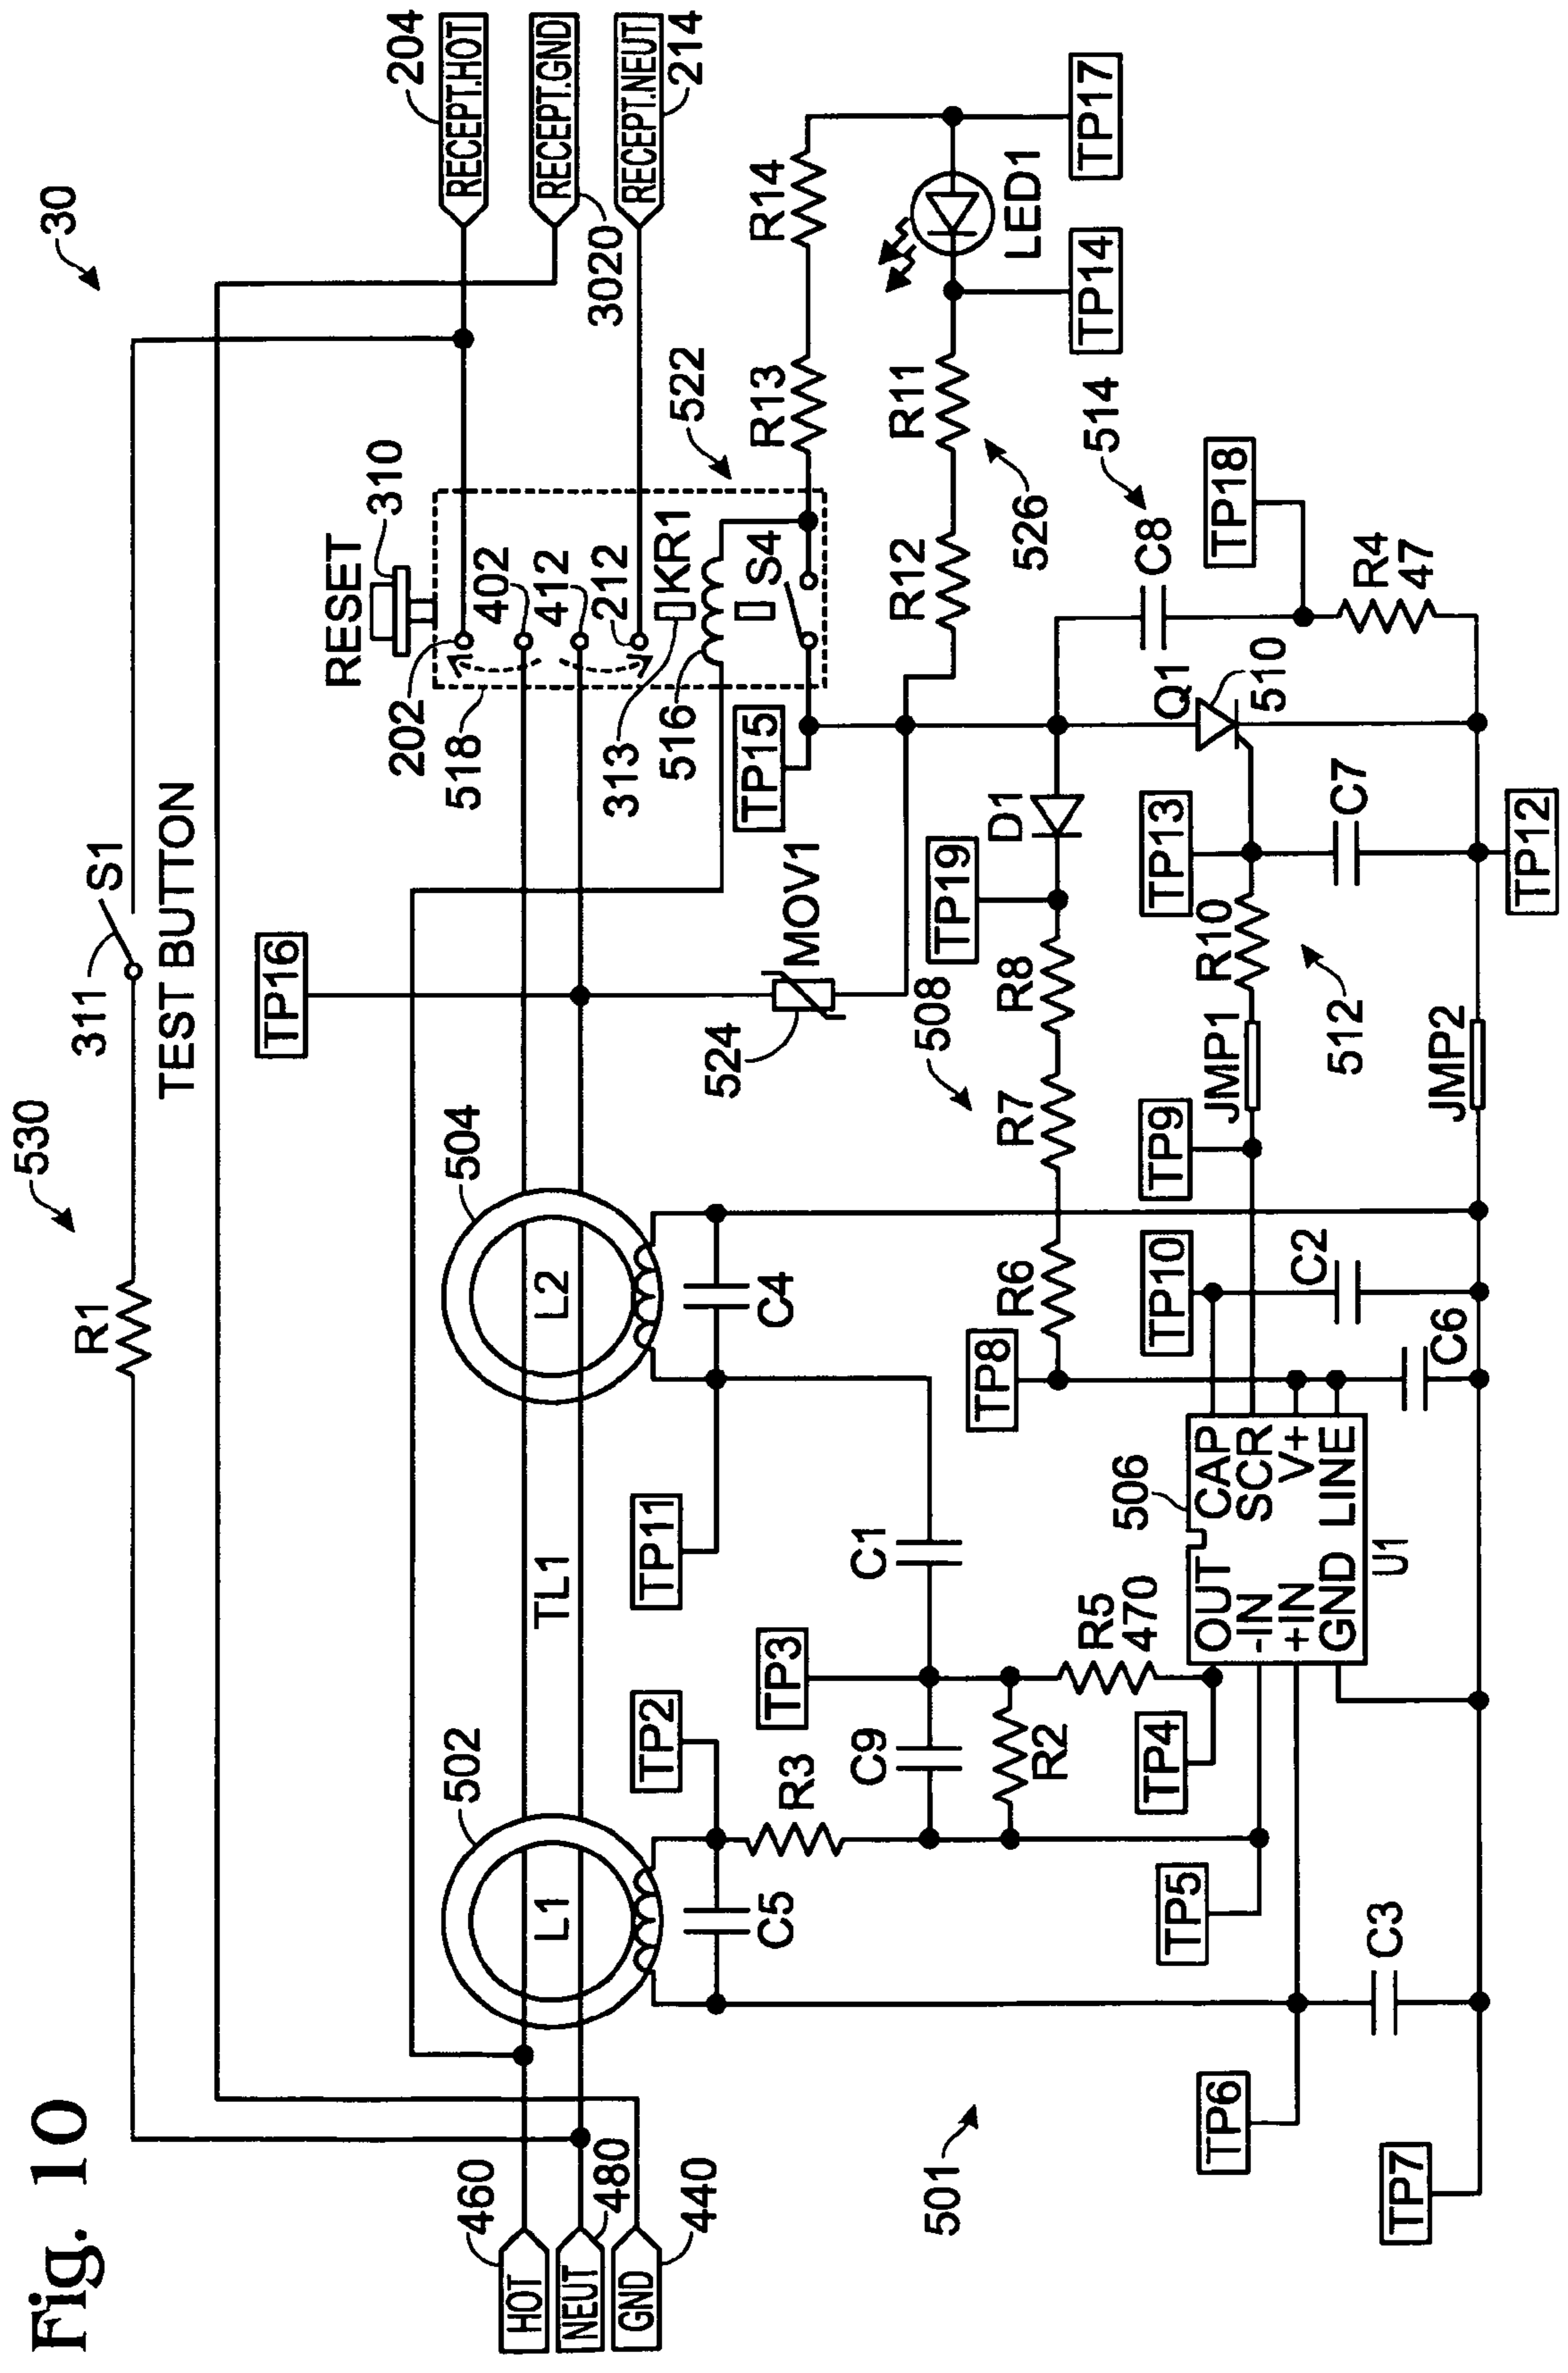 Fig. 10
30
530
R1
311
S1
TEST BUTTON
204
RECEPT.HOT
RECEPT.GND
3020
RECEPT.NEUT
214
RESET
310
TP16
460
HOT
NEUT
480
GND
440
502
L1
TL1
504
L2
202
518
402
412
212
313
KR1
516
S4
522
TP2
TP11
C5
C4
524
MOV1
TP15
R13
R14
R3
TP3
C9
C1
R2
R5
470
TP4
508
TP8
R6
R7
R8
TP19
D1
R12
R11
526
LED1
TP14
TP17
501
TP5
TP6
TP7
C3
506
OUT
-IN
+IN
GND
CAP
SCR
V+
LINE
U1
TP10
C2
C6
TP9
JMP1
R10
TP13
512
C7
JMP2
TP12
Q1
510
C8
514
TP18
R4
47